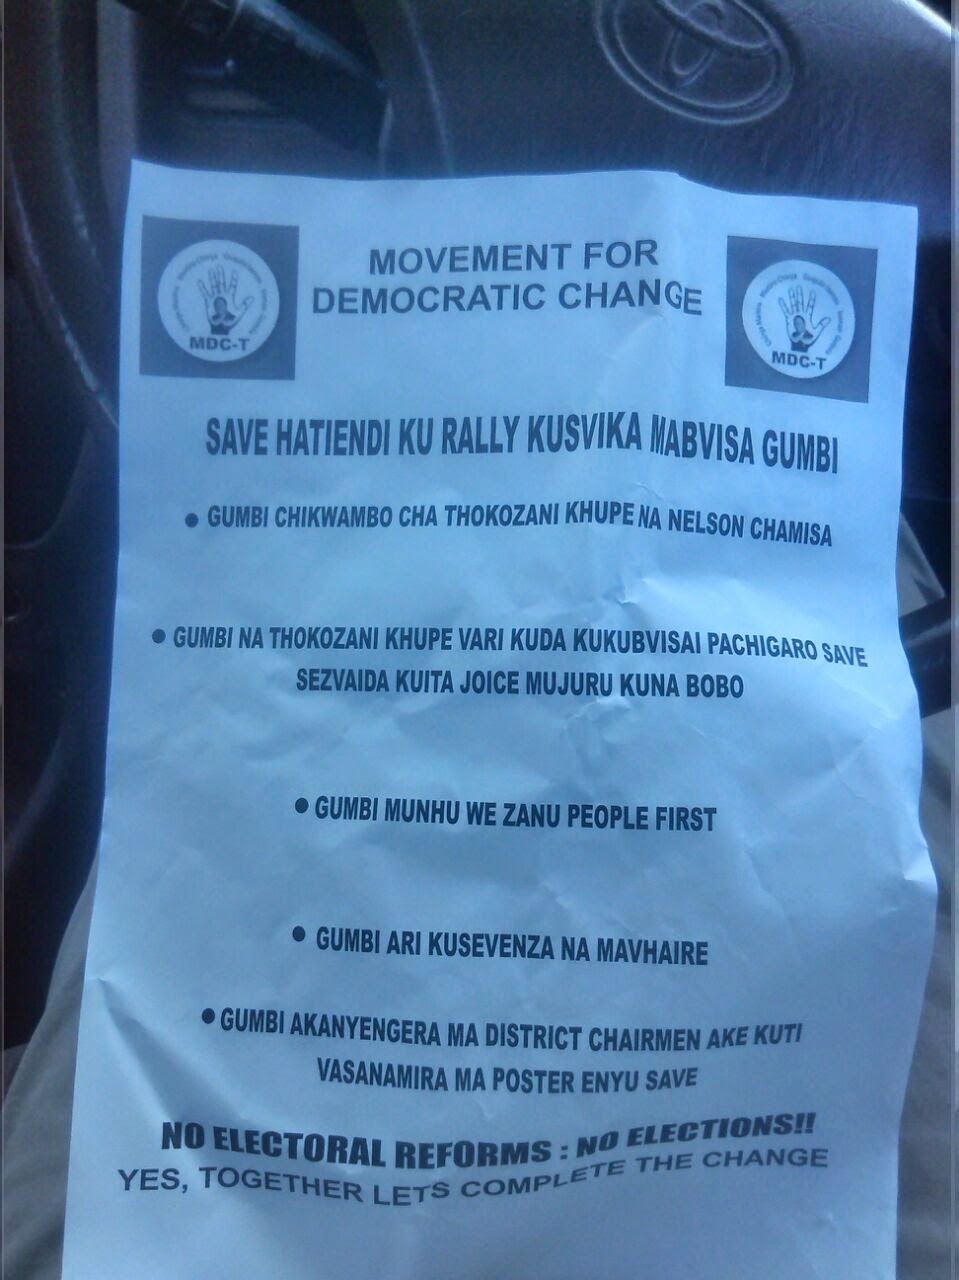 MOVEMENT FOR
DEMOCRATIC CHANGE
MDC-T
MDC-T
SAVE HATIENDI KU RALLY KUSVIKA MABVISA GUMBI
• GUMBI CHIKWAMBO CHA THOKOZANI KHUPE NA NELSON CHAMISA
• GUMBI NA THOKOZANI KHUPE VARI KUDA KUKUBVISAI PACHIGARO SAVE
SEZVAIDA KUITA JOICE MUJURU KUNA BOBO
• GUMBI MUNHU WE ZANU PEOPLE FIRST
• GUMBI ARI KUSEVENZA NA MAVHAIRE
• GUMBI AKANYENGERA MA DISTRICT CHAIRMEN AKE KUTI
VASANAMIRA MA POSTER ENYU SAVE
NO ELECTORAL REFORMS : NO ELECTIONS!!
YES, TOGETHER LETS COMPLETE THE CHANGE